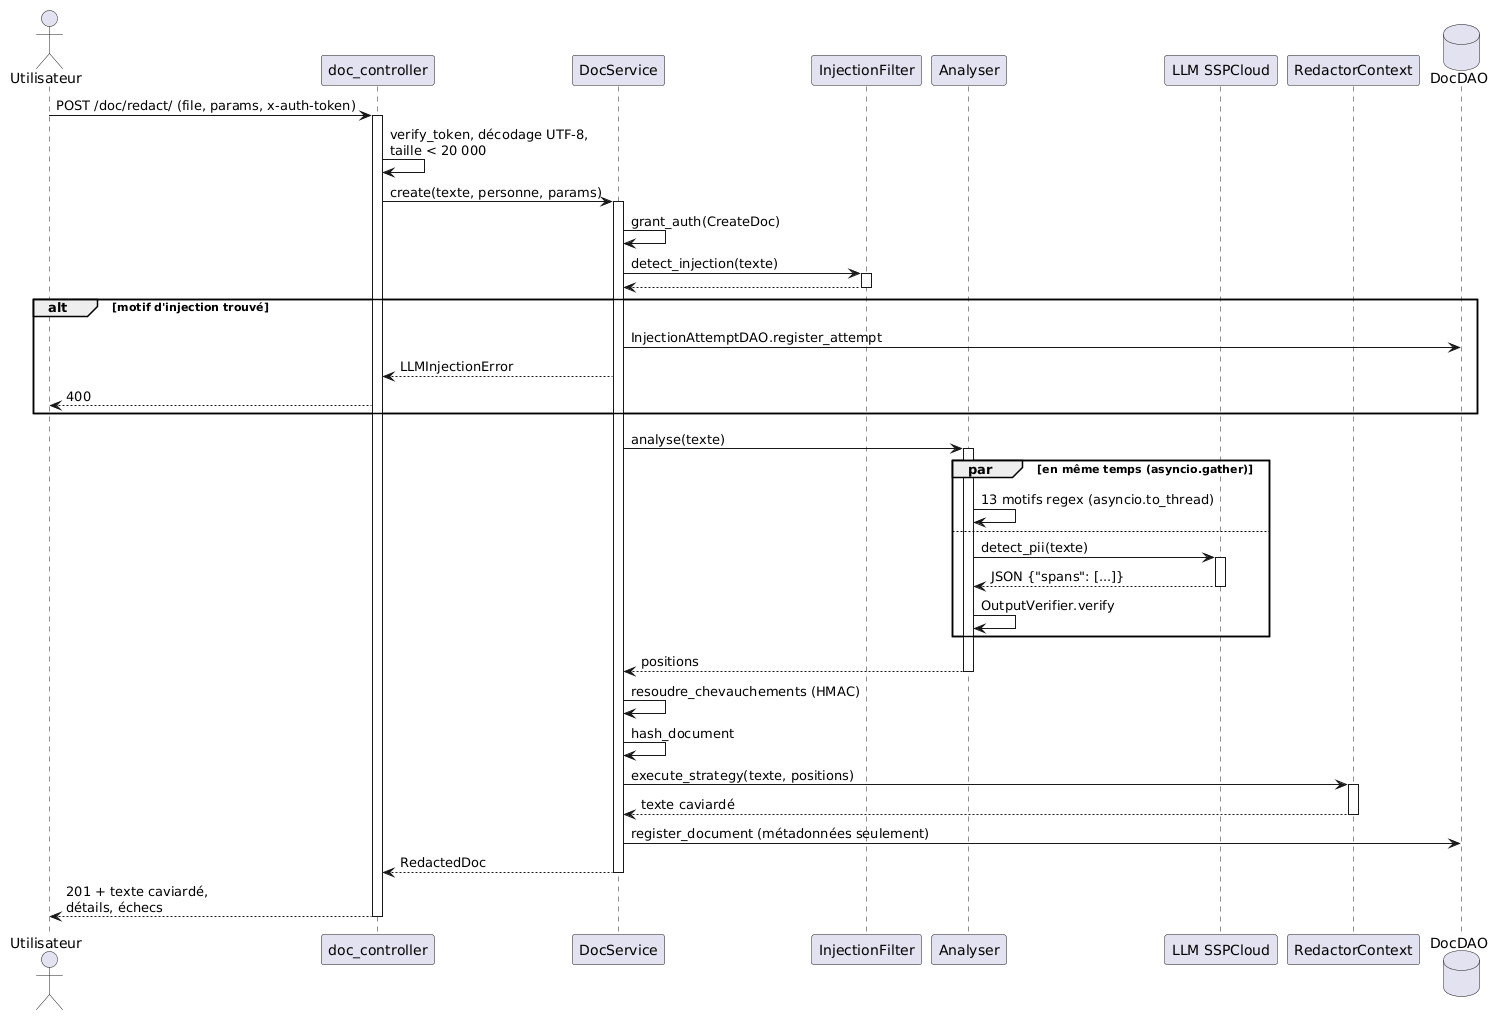 Utilisateur
doc_controller
DocService
InjectionFilter
Analyser
LLM SSPCloud
RedactorContext
DocDAO
POST /doc/redact/ (file, params, x-auth-token)
verify_token, décodage UTF-8,
taille < 20 000
create(texte, personne, params)
grant_auth(CreateDoc)
detect_injection(texte)
alt
[motif d'injection trouvé]
InjectionAttemptDAO.register_attempt
LLMInjectionError
400
analyse(texte)
par
[en même temps (asyncio.gather)]
13 motifs regex (asyncio.to_thread)
detect_pii(texte)
JSON {"spans": [...]}
OutputVerifier.verify
positions
resoudre_chevauchements (HMAC)
hash_document
execute_strategy(texte, positions)
texte caviardé
register_document (métadonnées seulement)
RedactedDoc
201 + texte caviardé,
détails, échecs
Utilisateur
doc_controller
DocService
InjectionFilter
Analyser
LLM SSPCloud
RedactorContext
DocDAO